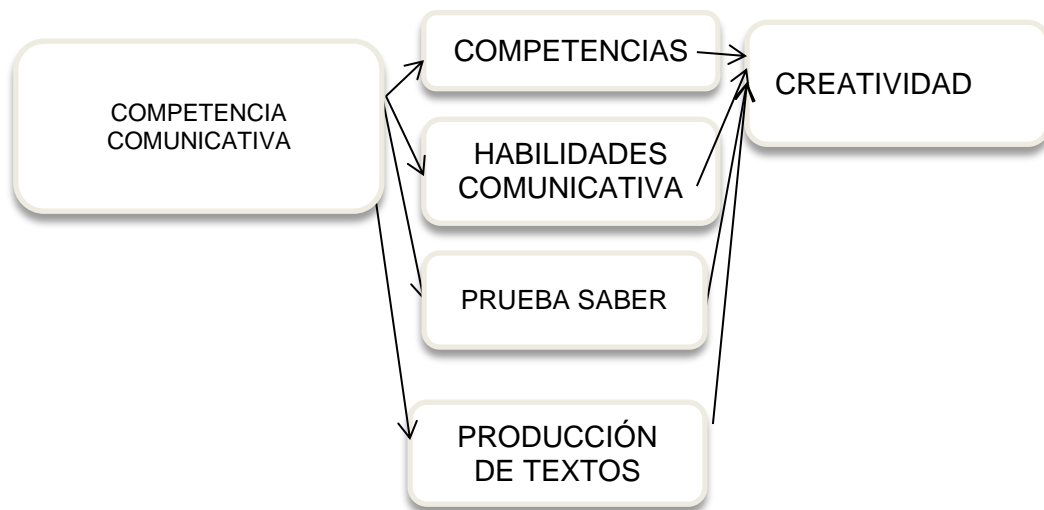 COMPETENCIA
COMUNICATIVA
COMPETENCIAS
HABILIDADES
COMUNICATIVA
PRUEBA SABER
PRODUCCIÓN
DE TEXTOS
CREATIVIDAD